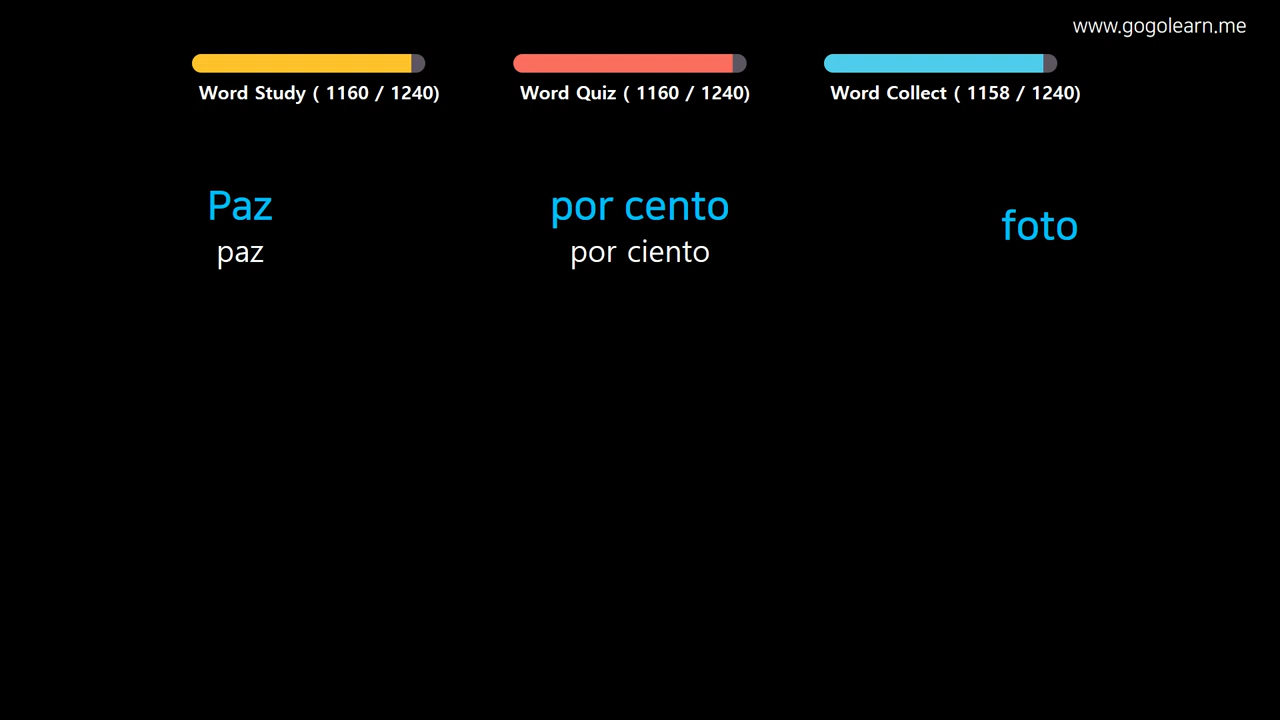 www.gogolearn.me
Word Study ( 1160 / 1240)
Word Quiz ( 1160 / 1240)
Word Collect ( 1158 / 1240)
Paz
paz
por cento
por ciento
foto